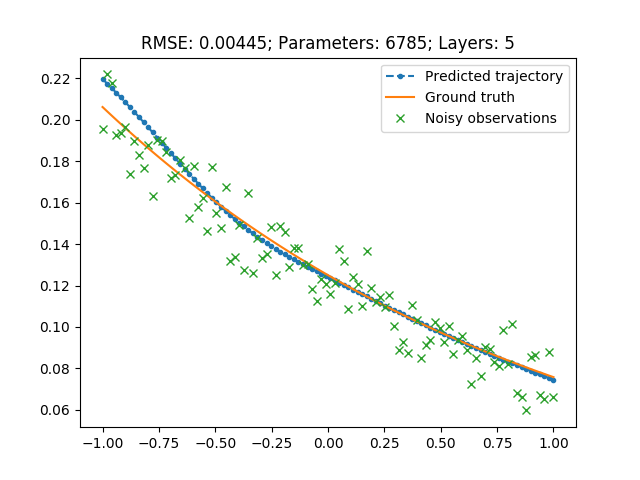 RMSE: 0.00445; Parameters: 6785; Layers: 5
Predicted trajectory
Ground truth
Noisy observations
0.22
0.20
0.18
0.16
0.14
0.12
0.10
0.08
0.06
−1.00 −0.75 −0.50 −0.25 0.00 0.25 0.50 0.75 1.00